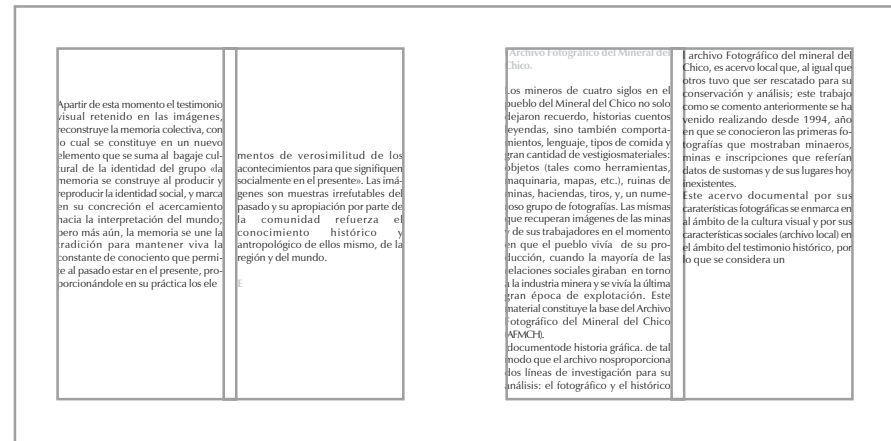 Apartir de esta momento el testimonio
visual retenido en las imágenes,
reconstruye la memoria colectiva, con
lo cual se constituye en un nuevo
elemento que se suma al bagaje cul-
tural de la identidad del grupo «la
memoria se construye al producir y
reproducir la identidad social, y marca
en su concreción el acercamiento
hacia la interpretación del mundo;
pero más aún, la memoria se une la
tradición para mantener viva la
constante de conociento que permi-
te al pasado estar en el presente, pro-
porcionándole en su práctica los ele
mentos de verosimilitud de los
acontecimientos para que signifiquen
socialmente en el presente». Las imá-
genes son muestras irrefutables del
pasado y su apropiación por parte de
la comunidad refuerza el
conocimiento histórico y
antropológico de ellos mismo, de la
región y del mundo.
E
Archivo Fotográfico del Mineral del
Chico.
Los mineros de cuatro siglos en el
pueblo del Mineral del Chico no solo
dejaron recuerdo, historias cuentos
leyendas, sino también comporta-
mientos, lenguaje, tipos de comida y
gran cantidad de vestigiosmateriales:
objetos (tales como herramientas,
maquinaria, mapas, etc.), ruinas de
minas, haciendas, tiros, y, un nume-
roso grupo de fotografías. Las mismas
que recuperan imágenes de las minas
y de sus trabajadores en el momento
en que el pueblo vivía de su pro-
ducción, cuando la mayoría de las
relaciones sociales giraban en torno
a la industria minera y se vivía la última
gran época de explotación. Este
material constituye la base del Archivo
Fotográfico del Mineral del Chico
(AFMCH).
documentode historia gráfica. de tal
modo que el archivo nosproporciona
dos líneas de investigación para su
análisis: el fotográfico y el histórico
l archivo Fotográfico del mineral del
Chico, es acervo local que, al igual que
otros tuvo que ser rescatado para su
conservación y análisis; este trabajo
como se comento anteriormente se ha
venido realizando desde 1994, año
en que se conocieron las primeras fo-
tografías que mostraban minaeros,
minas e inscripciones que referían
datos de sustomas y de sus lugares hoy
inexistentes.
Este acervo documental por sus
caraterísticas fotográficas se enmarca en
al ámbito de la cultura visual y por sus
características sociales (archivo local) en
el ámbito del testimonio histórico, por
lo que se considera un